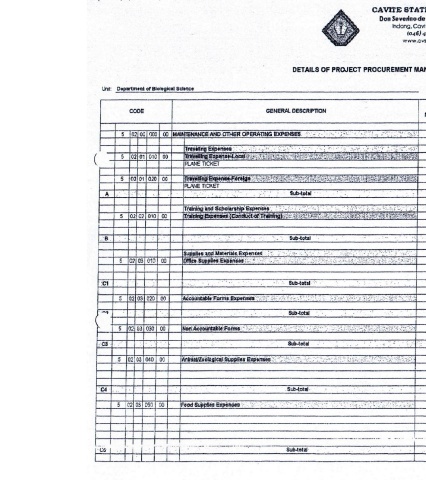 CAVITE STAT
Don Severino de
Indang, Cavi
(046) 4
www.cvs
DETAILS OF PROJECT PROCUREMENT MAN
Unit: Department of Biological Science
CODE GENERAL DESCRIPTION
5 02 00 000 00 MAINTENANCE AND OTHER OPERATING EXPENSES
Traveling Expenses
5 02 01 010 00 Travelling Expense-Local
PLANE TICKET
5 02 01 020 00 Travelling Expense-Foreign
PLANE TICKET
A Sub-total
Training and Scholarship Expenses
5 02 02 010 00 Training Expenses (Conduct of Training)
B Sub-total
Supplies and Materials Expenses
5 02 03 010 00 Office Supplies Expenses
C1 Sub-total
5 02 03 020 00 Accountable Forms Expenses
Sub-total
5 02 03 030 00 Non Accountable Forms
C3 Sub-total
5 02 03 040 00 Animal/Zoological Supplies Expenses
C4 Sub-total
5 02 03 050 00 Food Supplies Expenses
C5 Sub-total